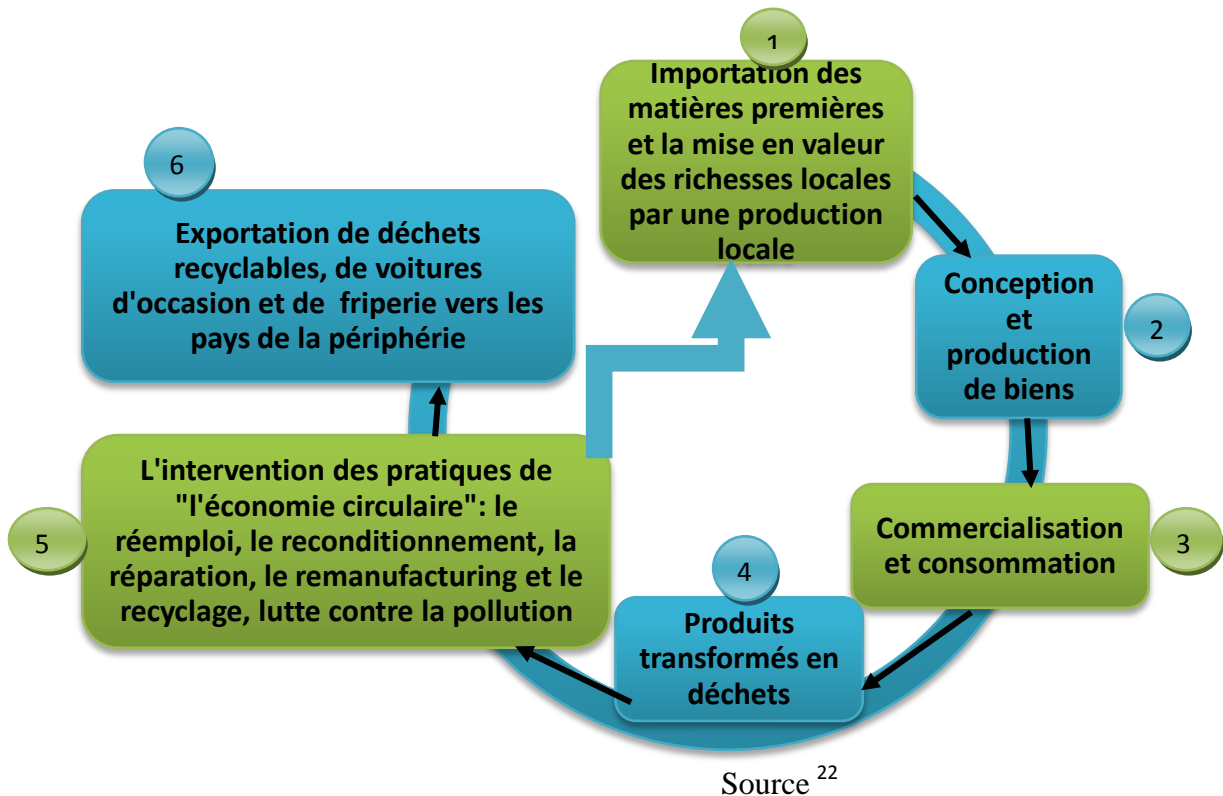 1
Importation des
matières premières
et la mise en valeur
des richesses locales
par une production
locale
2
Conception
et
production
de biens
3
Commercialisation
et consommation
4
Produits
transformés en
déchets
5
L'intervention des pratiques de
"l'économie circulaire": le
réemploi, le reconditionnement, la
réparation, le remanufacturing et le
recyclage, lutte contre la pollution
6
Exportation de déchets
recyclables, de voitures
d'occasion et de friperie vers les
pays de la périphérie
Source 22